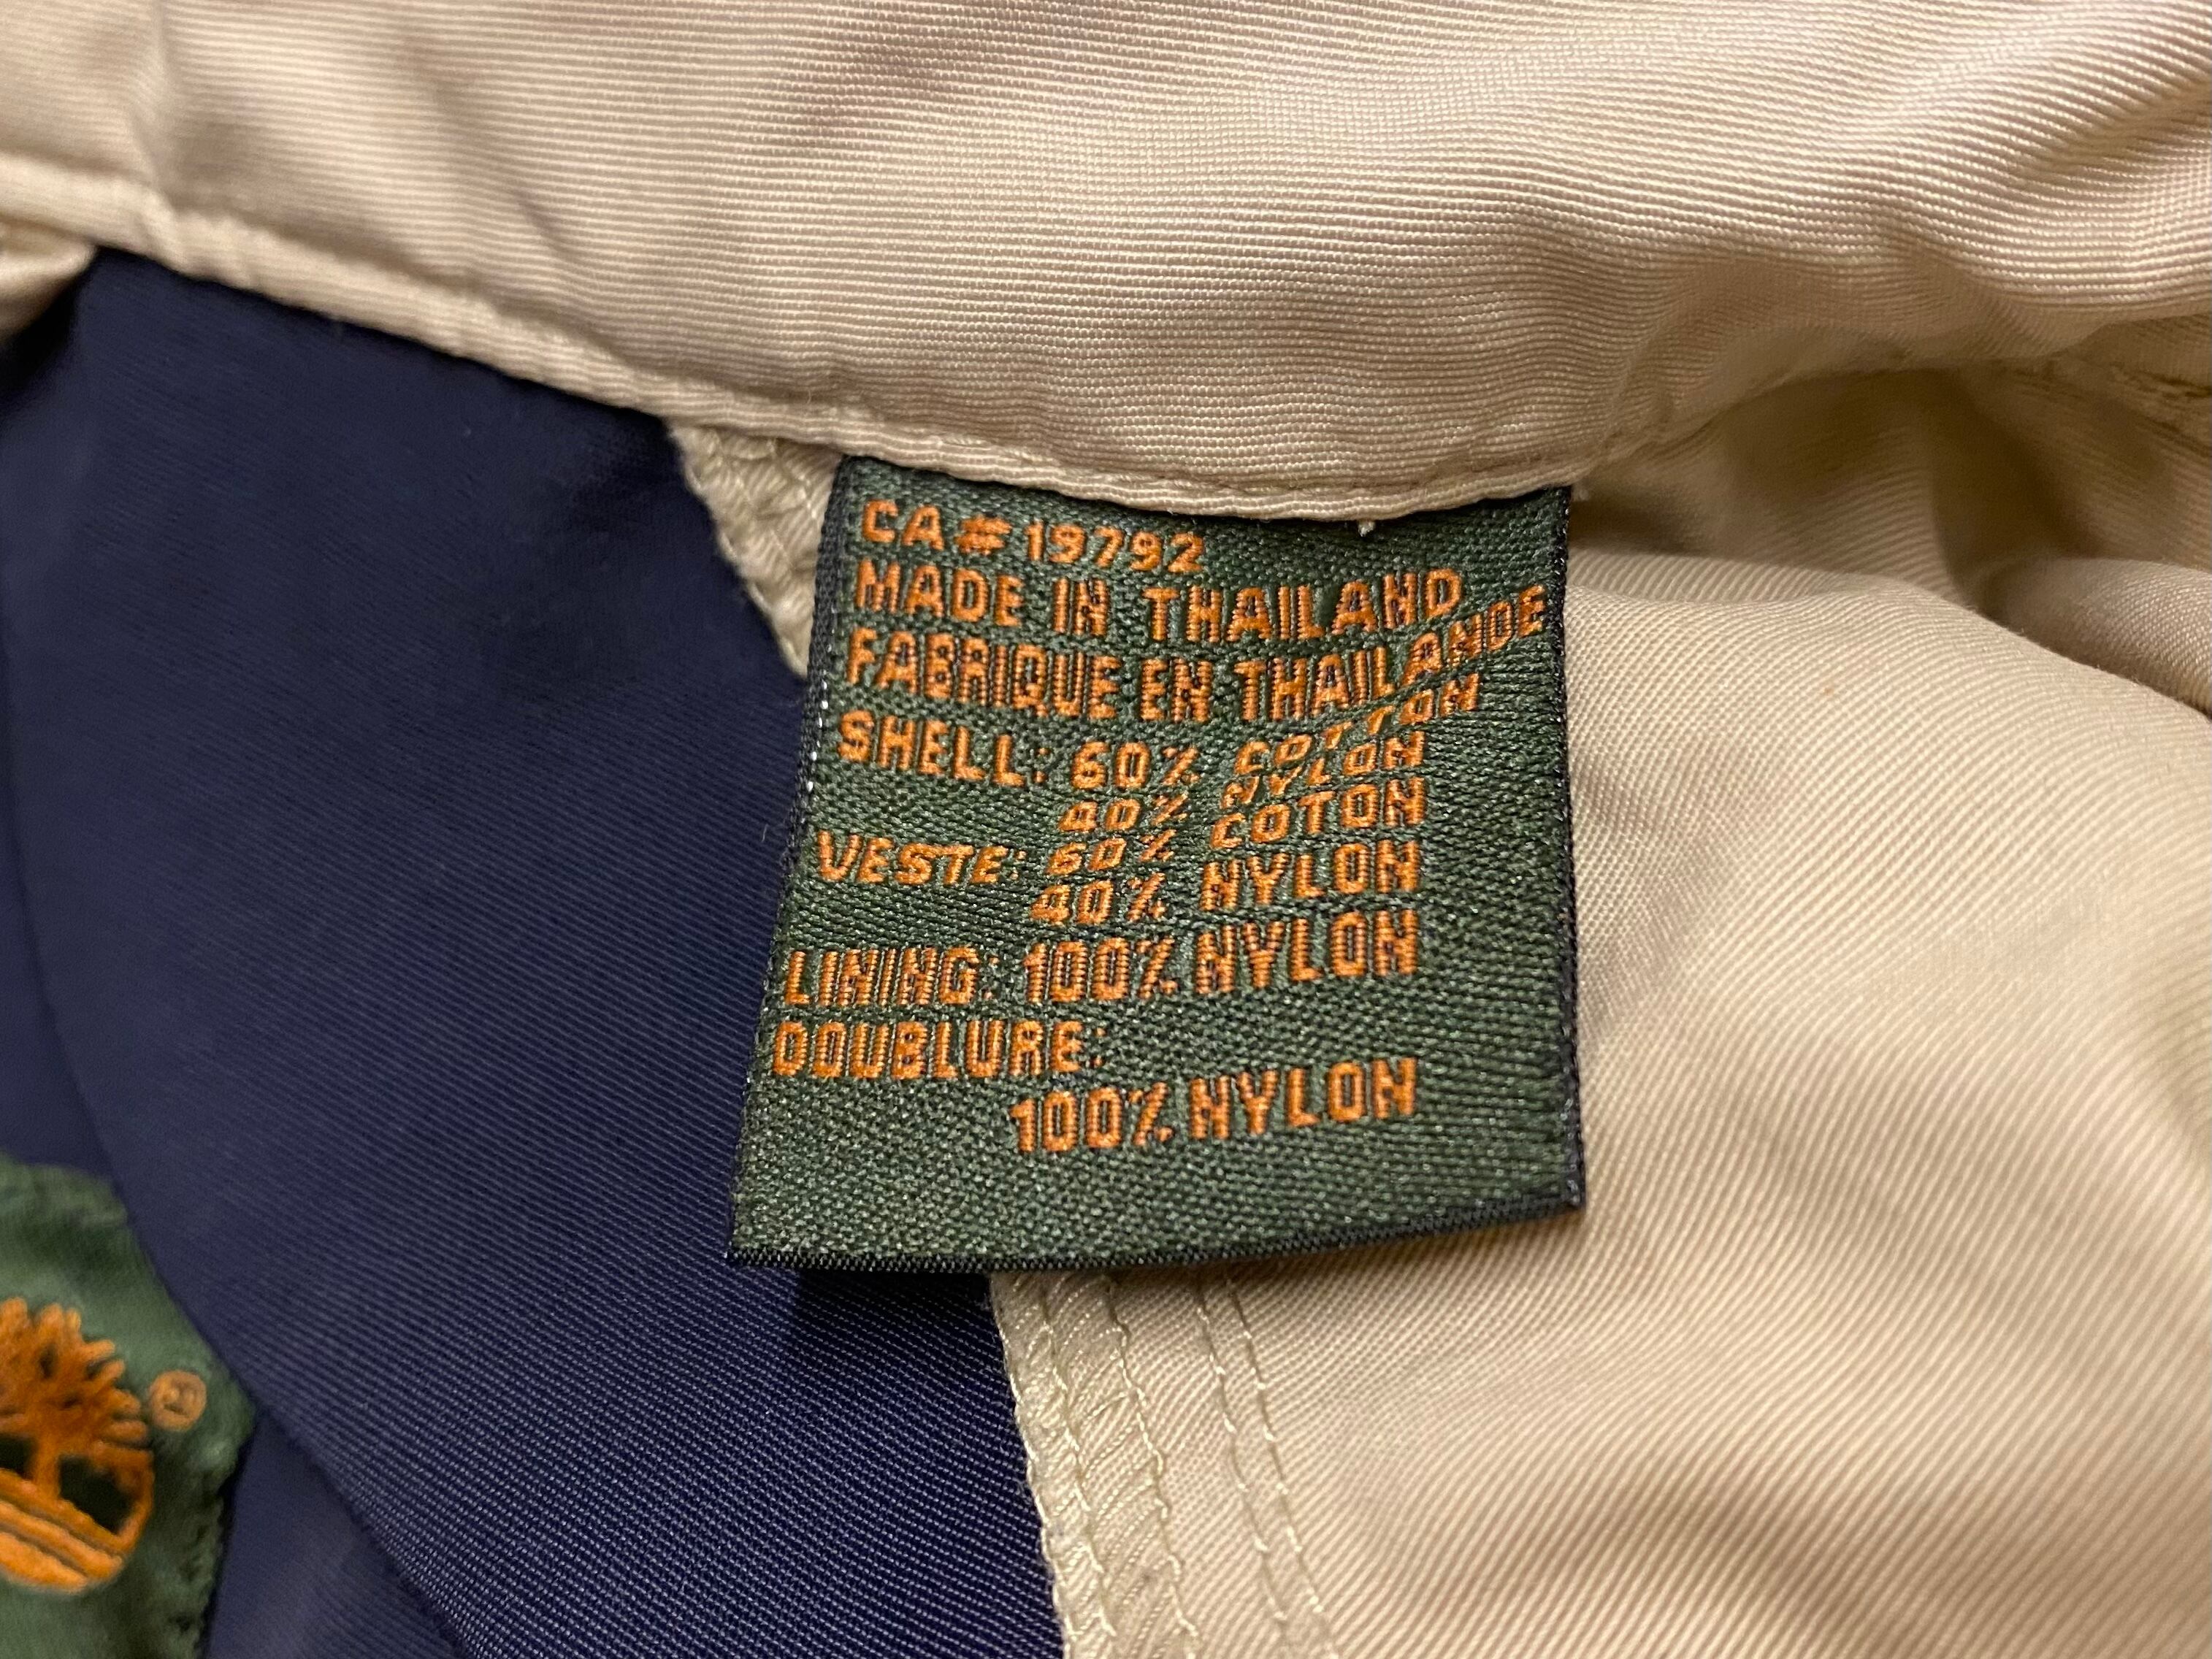 CA#19792
MADE IN THAILAND
FABRIQUE EN THAILANDE
SHELL: 60% COTTON
40% NYLON
VESTE: 60% COTON
40% NYLON
LINING: 100% NYLON
DOUBLURE:
100% NYLON
®